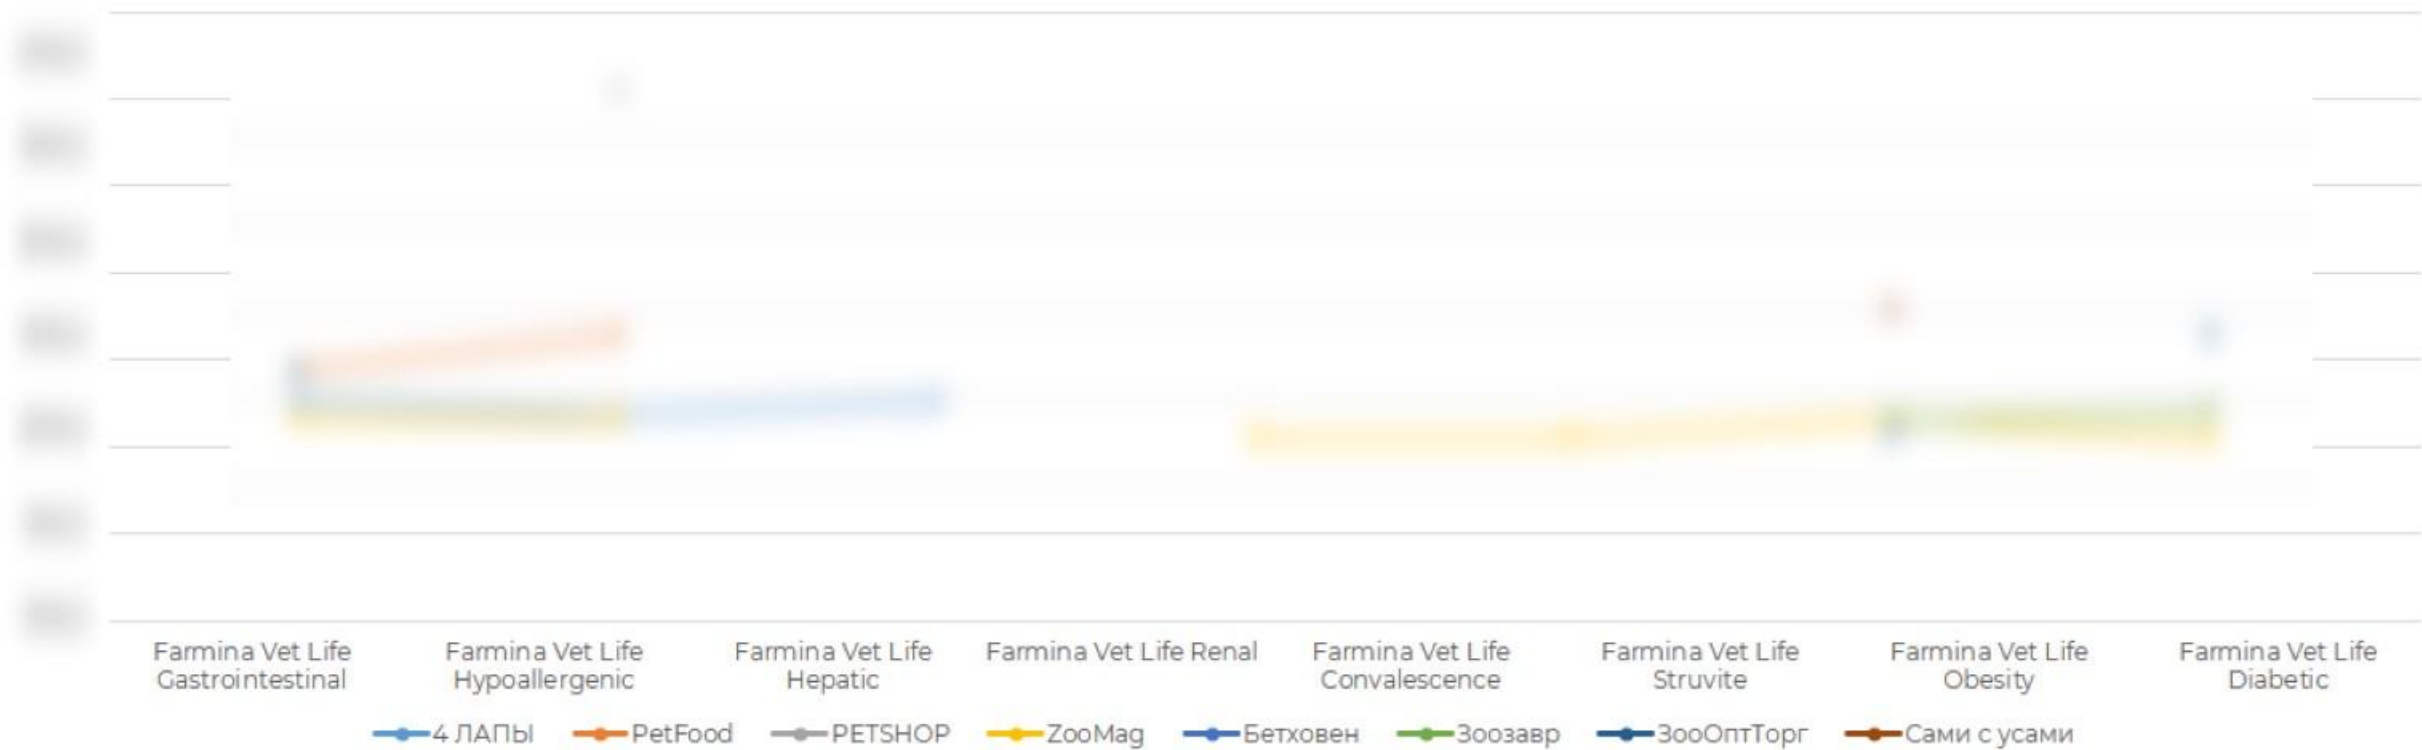 Farmina Vet Life Farmina Vet Life Farmina Vet Life Farmina Vet Life Renal Farmina Vet Life Farmina Vet Life Farmina Vet Life Farmina Vet Life
Gastrointestinal Hypoallergenic Hepatic Convalescence Struvite Obesity Diabetic
4 ЛАПЫ PetFood PETSHOP ZooMag Бетховен Зоозавр ЗооОптТорг Сами с усами